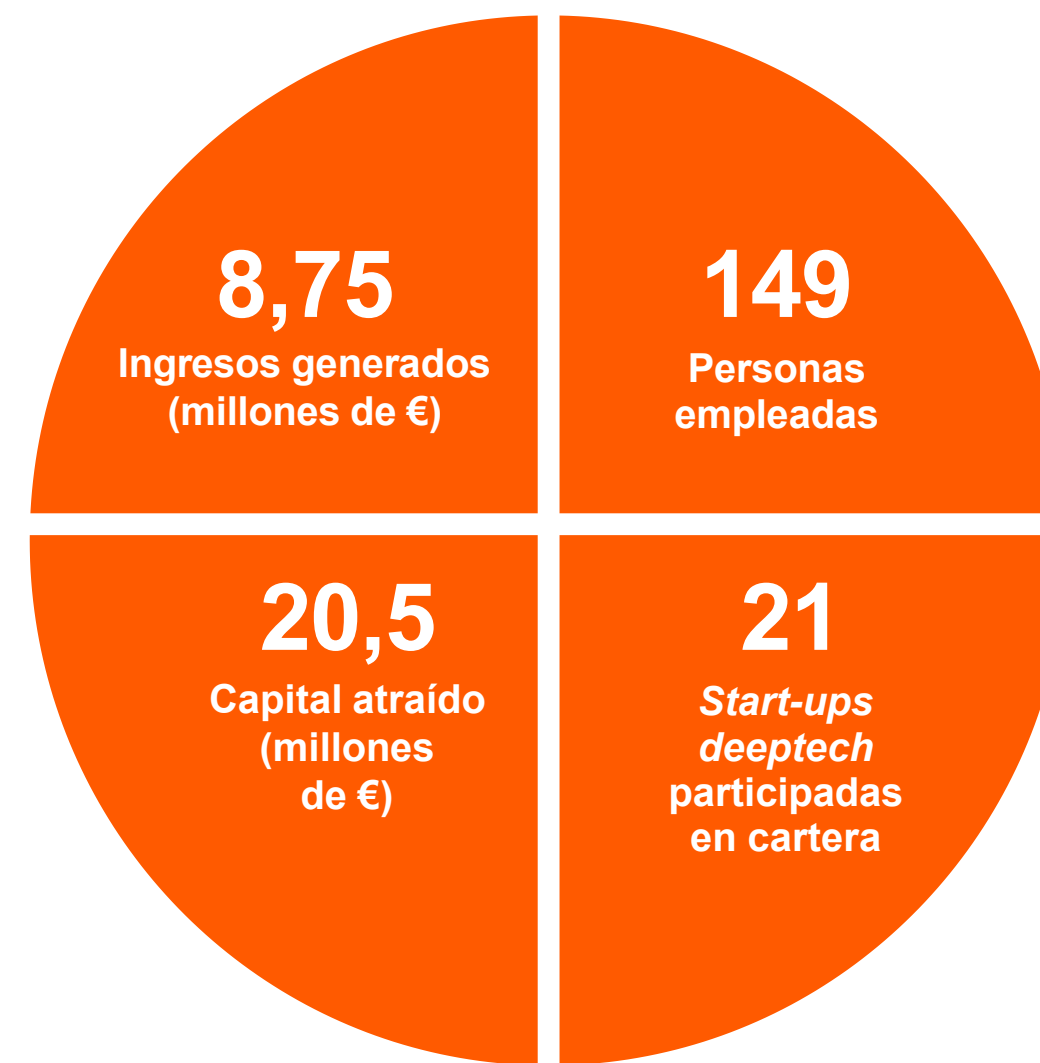 8,75
Ingresos generados
(millones de €)
149
Personas
empleadas
20,5
Capital atraído
(millones
de €)
21
Start-ups
deeptech
participadas
en cartera